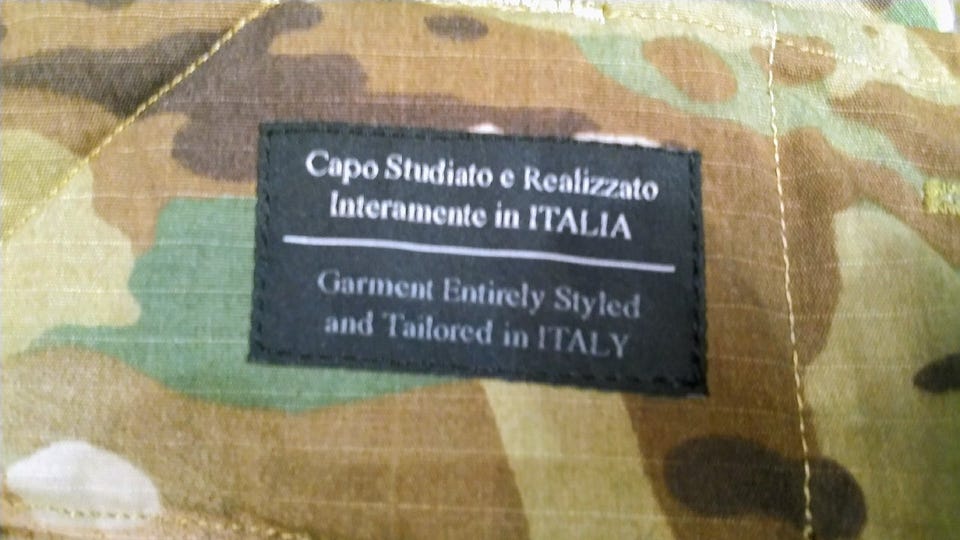 Capo Studiato e Realizzato
Interamente in ITALIA
Garment Entirely Styled
and Tailored in ITALY